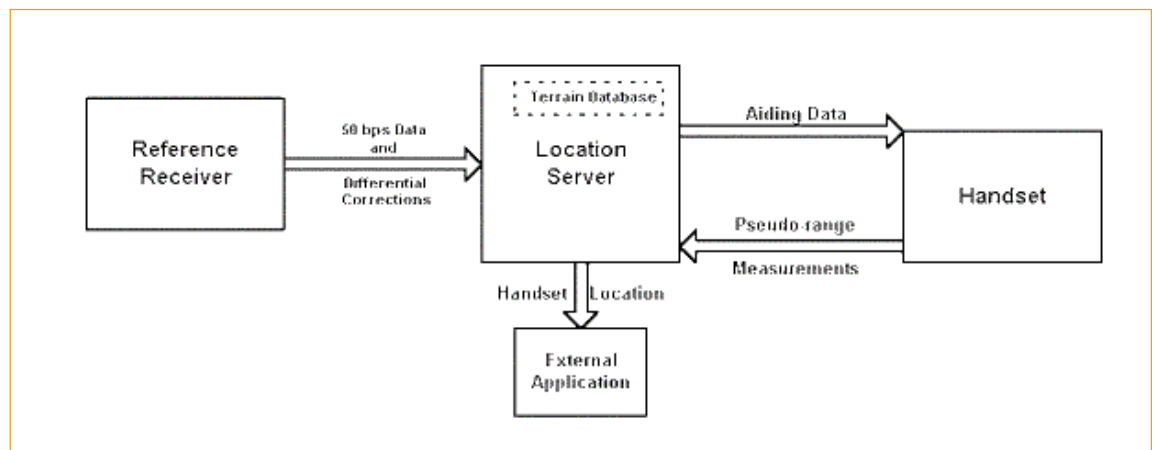 Reference
Receiver
50 bps Data
and
Differential
Corrections
Terrain Database
Location
Server
Aiding Data
Handset
Pseudo-range
Measurements
Handset Location
External
Application